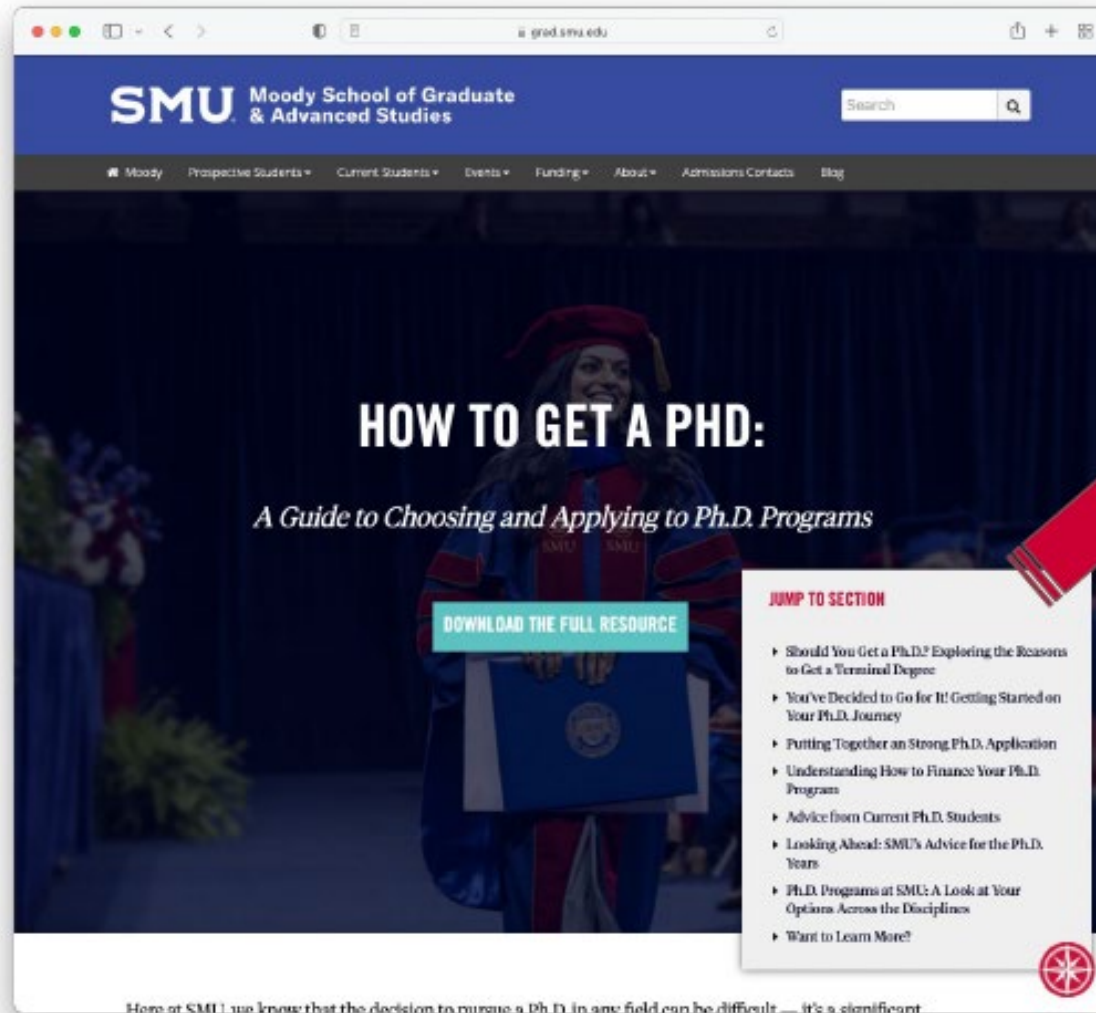 grad.smu.edu
SMU. Moody School of Graduate
& Advanced Studies
Search
Moody Prospective Students Current Students Events Funding About Admissions Contacts Blog
HOW TO GET A PHD:
A Guide to Choosing and Applying to Ph.D. Programs
SMU SMU
DOWNLOAD THE FULL RESOURCE
JUMP TO SECTION
Should You Get a Ph.D.? Exploring the Reasons
to Get a Terminal Degree
You've Decided to Go for It! Getting Started on
Your Ph.D. Journey
Putting Together an Strong Ph.D. Application
Understanding How to Finance Your Ph.D.
Program
Advice from Current Ph.D. Students
Looking Ahead: SMU's Advice for the Ph.D.
Years
Ph.D. Programs at SMU: A Look at Your
Options Across the Disciplines
Want to Learn More?
Here at SMU, we know that the decision to pursue a Ph.D. in any field can be difficult — it's a significant